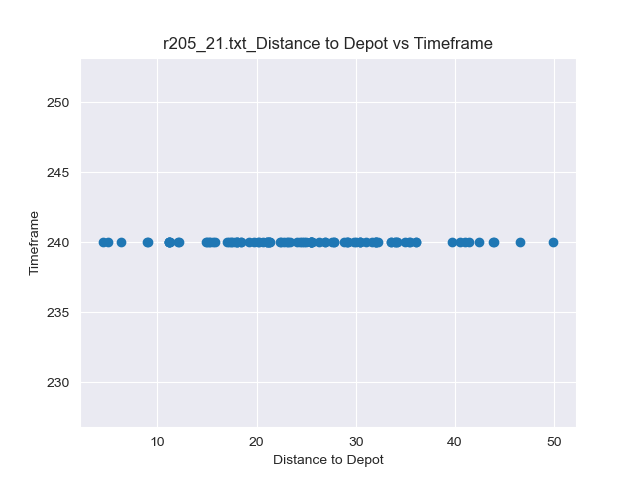 r205_21.txt_Distance to Depot vs Timeframe
250
245
240
235
230
Timeframe
10 20 30 40 50
Distance to Depot